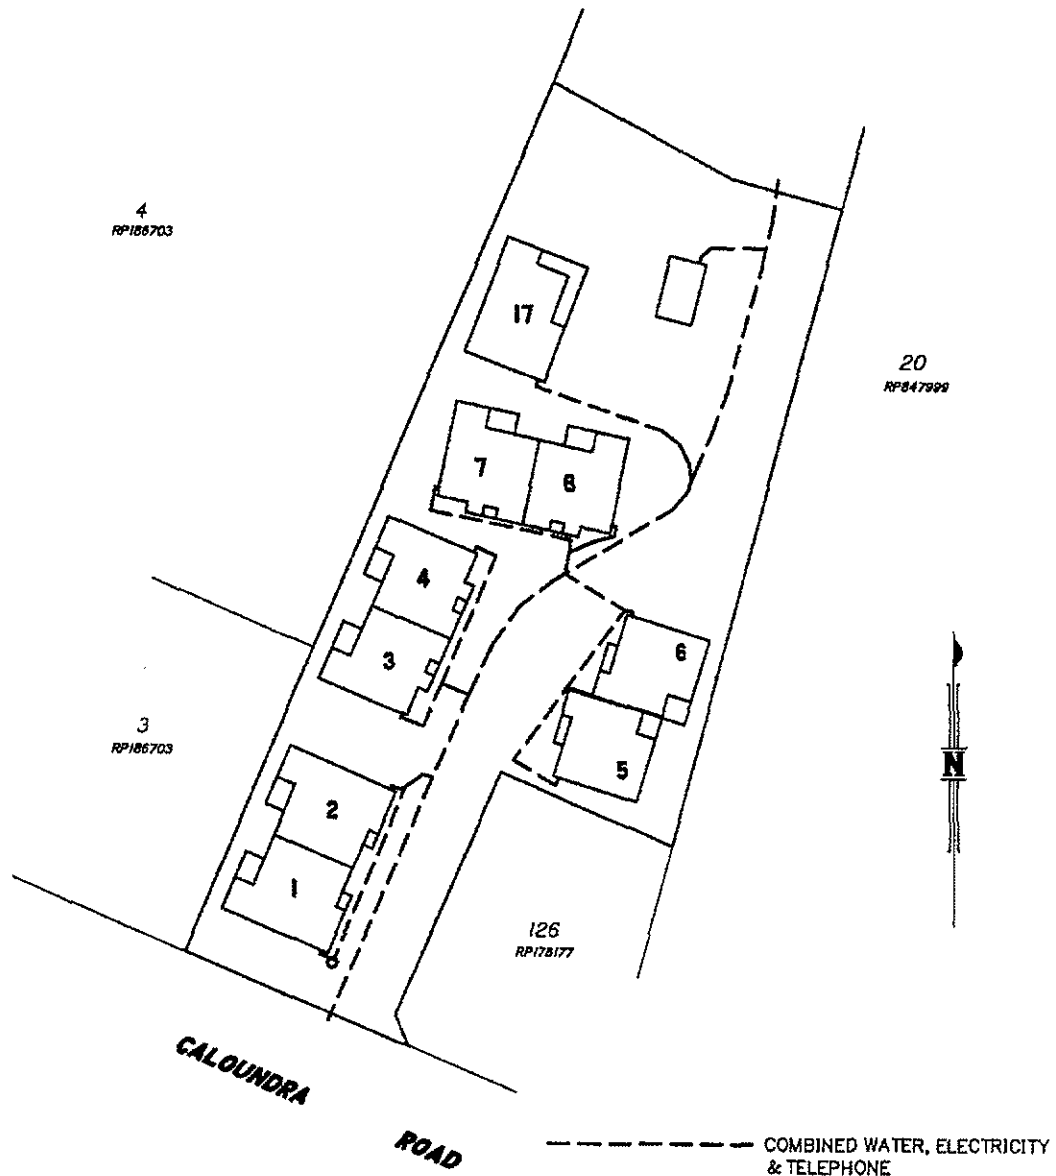 4
RP186703
17
20
RP847999
7
8
4
3
6
5
3
RP186703
2
1
126
RP178177
N
CALOUNDRA
ROAD
COMBINED WATER, ELECTRICITY
& TELEPHONE